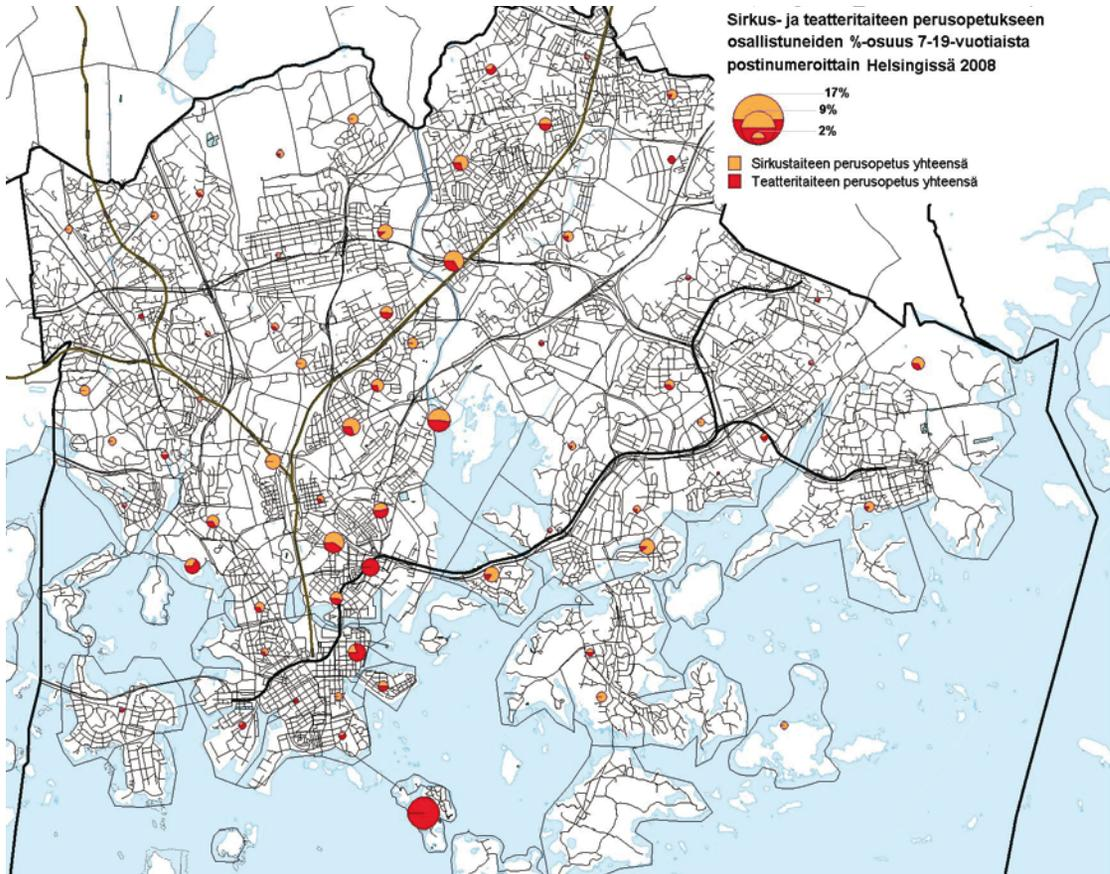 Sirkus- ja teatteritaiteen perusopetukseen
osallistuneiden %-osuus 7-19-vuotiaista
postinumeroittain Helsingissä 2008
17%
9%
2%
Sirkustaiteen perusopetus yhteensä
Teatteritaiteen perusopetus yhteensä